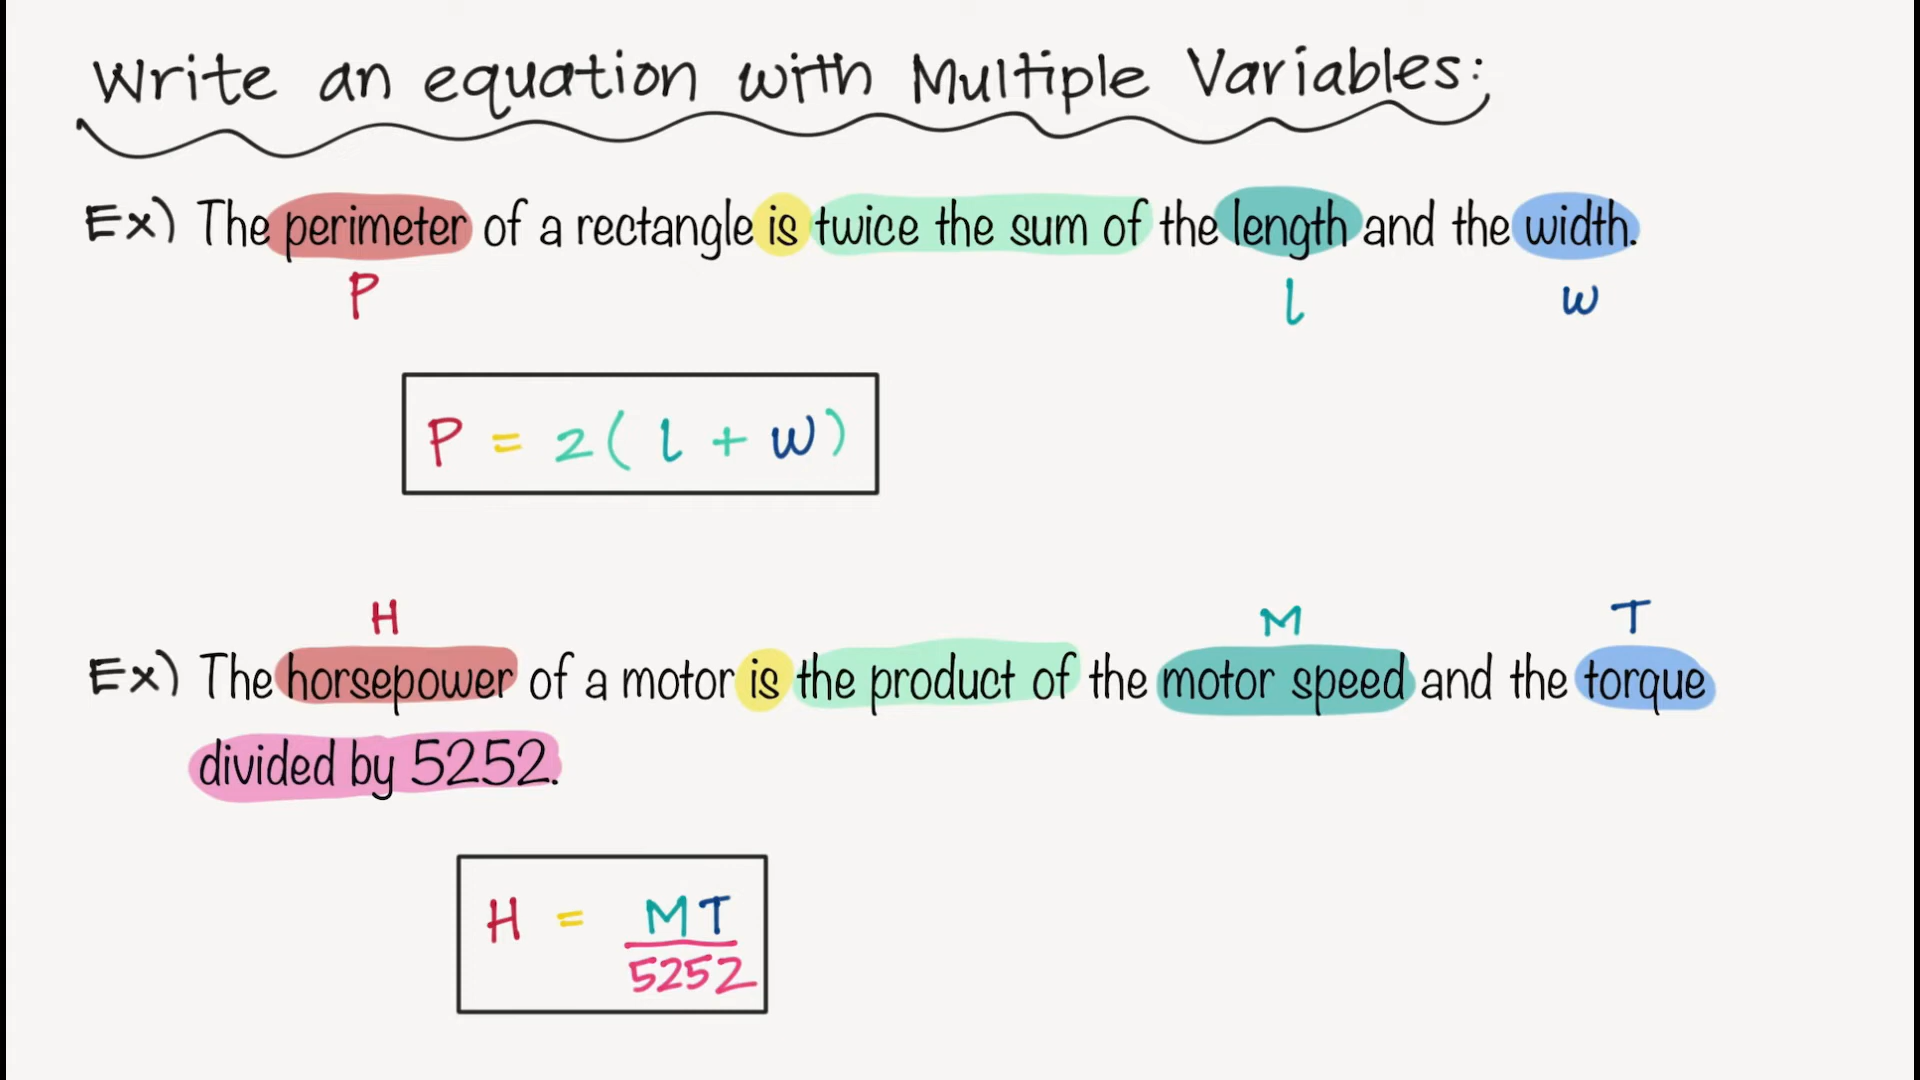 Write an equation with Multiple Variables:
Ex) The perimeter of a rectangle is twice the sum of the length and the width.
P l w
P = 2( l + w )
H M T
Ex) The horsepower of a motor is the product of the motor speed and the torque
divided by 5252.
H = MT
5252